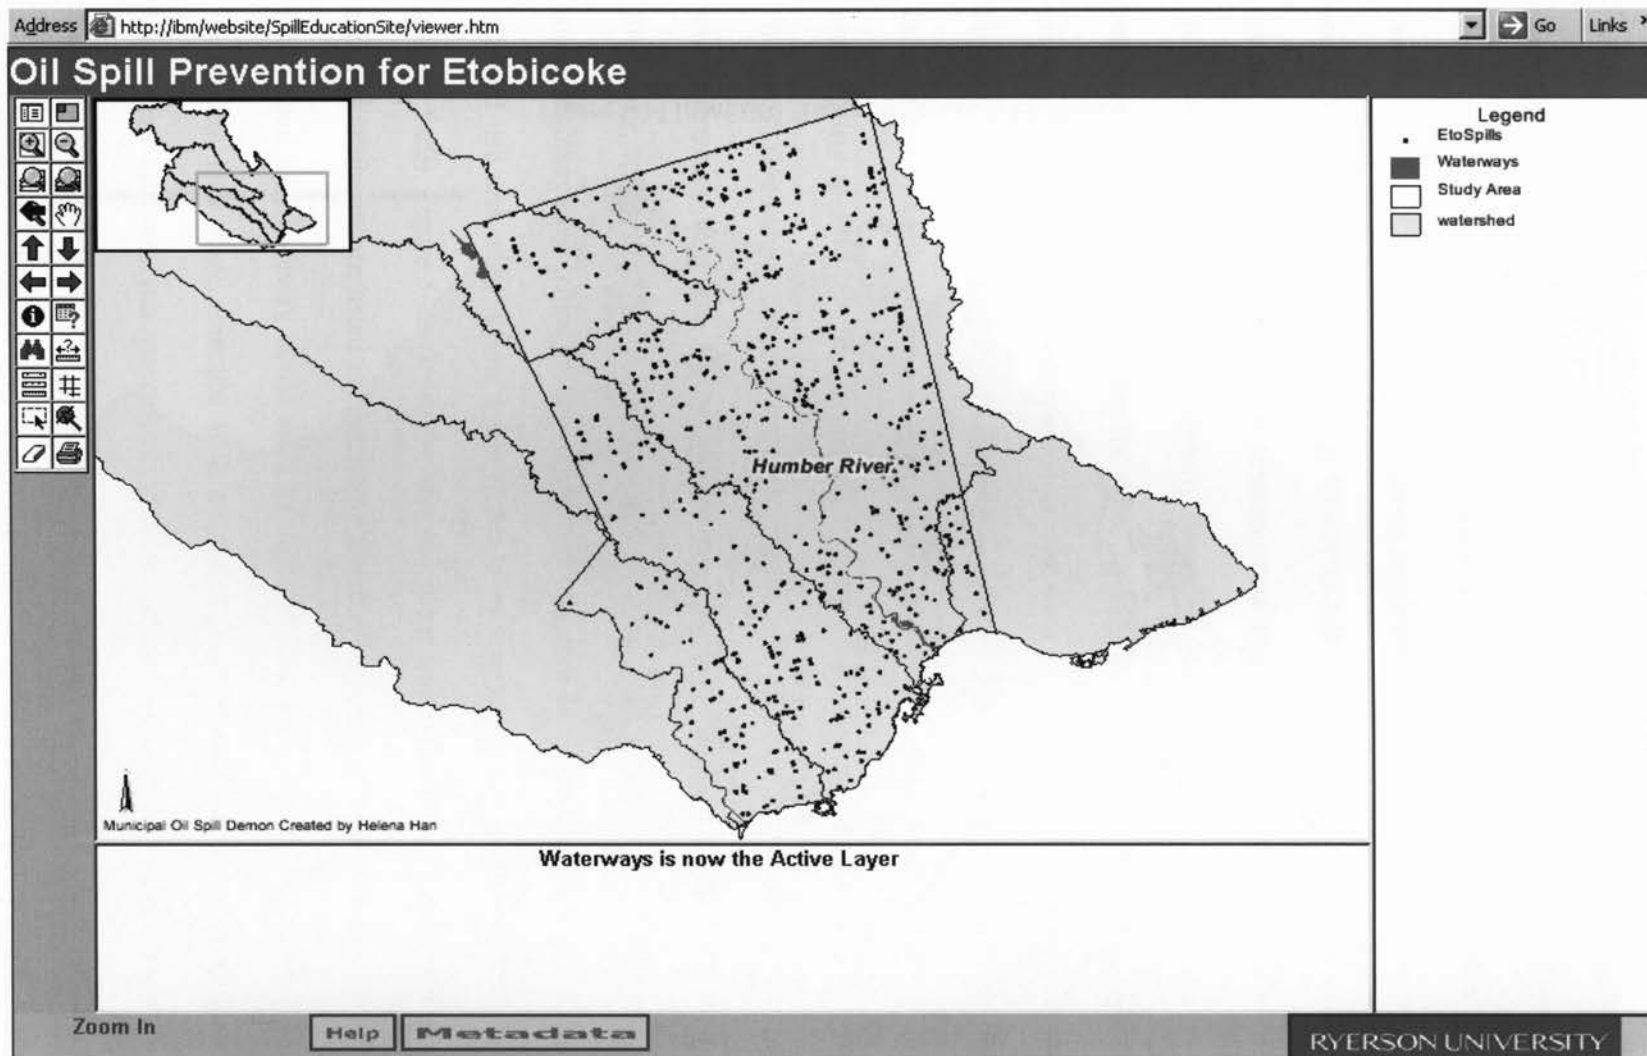 Address http://ibm/website/SpillEducationSite/viewer.htm Go Links
Oil Spill Prevention for Etobicoke
Legend
EtoSpills
Waterways
Study Area
watershed
Humber River
Municipal Oil Spill Demon Created by Helena Han
Waterways is now the Active Layer
Zoom In
Help
Metadata
RYERSON UNIVERSITY